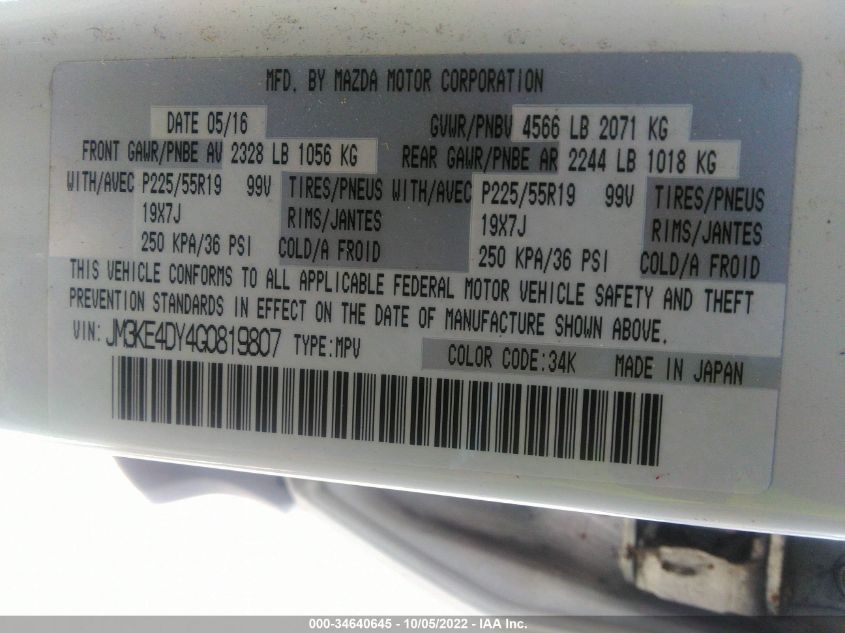 MFD. BY MAZDA MOTOR CORPORATION
DATE 05/16 GVWR/PNBV 4566 LB 2071 KG
FRONT GAWR/PNBE AV 2328 LB 1056 KG REAR GAWR/PNBE AR 2244 LB 1018 KG
WITH/AVEC P225/55R19 99V TIRES/PNEUS WITH/AVEC P225/55R19 99V TIRES/PNEUS
19X7J RIMS/JANTES 19X7J RIMS/JANTES
250 KPA/36 PSI COLD/A FROID 250 KPA/36 PSI COLD/A FROID
THIS VEHICLE CONFORMS TO ALL APPLICABLE FEDERAL MOTOR VEHICLE SAFETY AND THEFT
PREVENTION STANDARDS IN EFFECT ON THE DATE OF MANUFACTURE SHOWN ABOVE.
VIN: JM3KE4DY4G0819807 TYPE:MPV COLOR CODE:34K MADE IN JAPAN
000-34640645 - 10/05/2022 - IAA Inc.